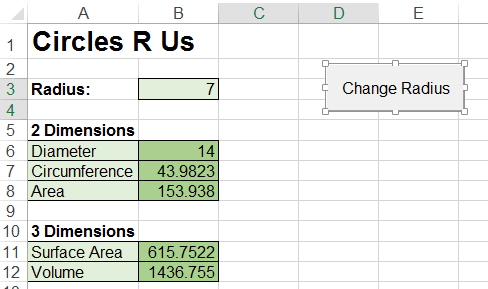 A B C D E
1 Circles R Us
2
3 Radius: 7 Change Radius
4
5 2 Dimensions
6 Diameter 14
7 Circumference 43.9823
8 Area 153.938
9
10 3 Dimensions
11 Surface Area 615.7522
12 Volume 1436.755